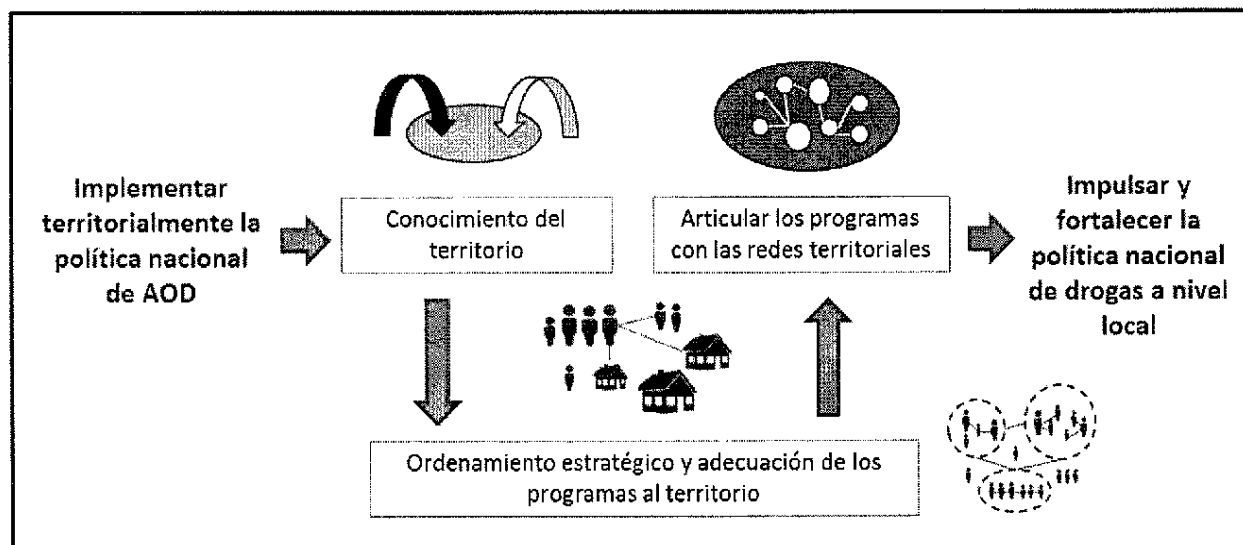 Implementar
territorialmente la
política nacional
de AOD
Conocimiento del
territorio
Articular los programas
con las redes territoriales
Impulsar y
fortalecer la
política nacional
de drogas a nivel
local
Ordenamiento estratégico y adecuación de los
programas al territorio